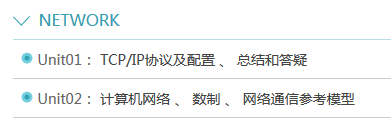 NETWORK
Unit01： TCP/IP协议及配置 、 总结和答疑
Unit02： 计算机网络 、 数制 、 网络通信参考模型